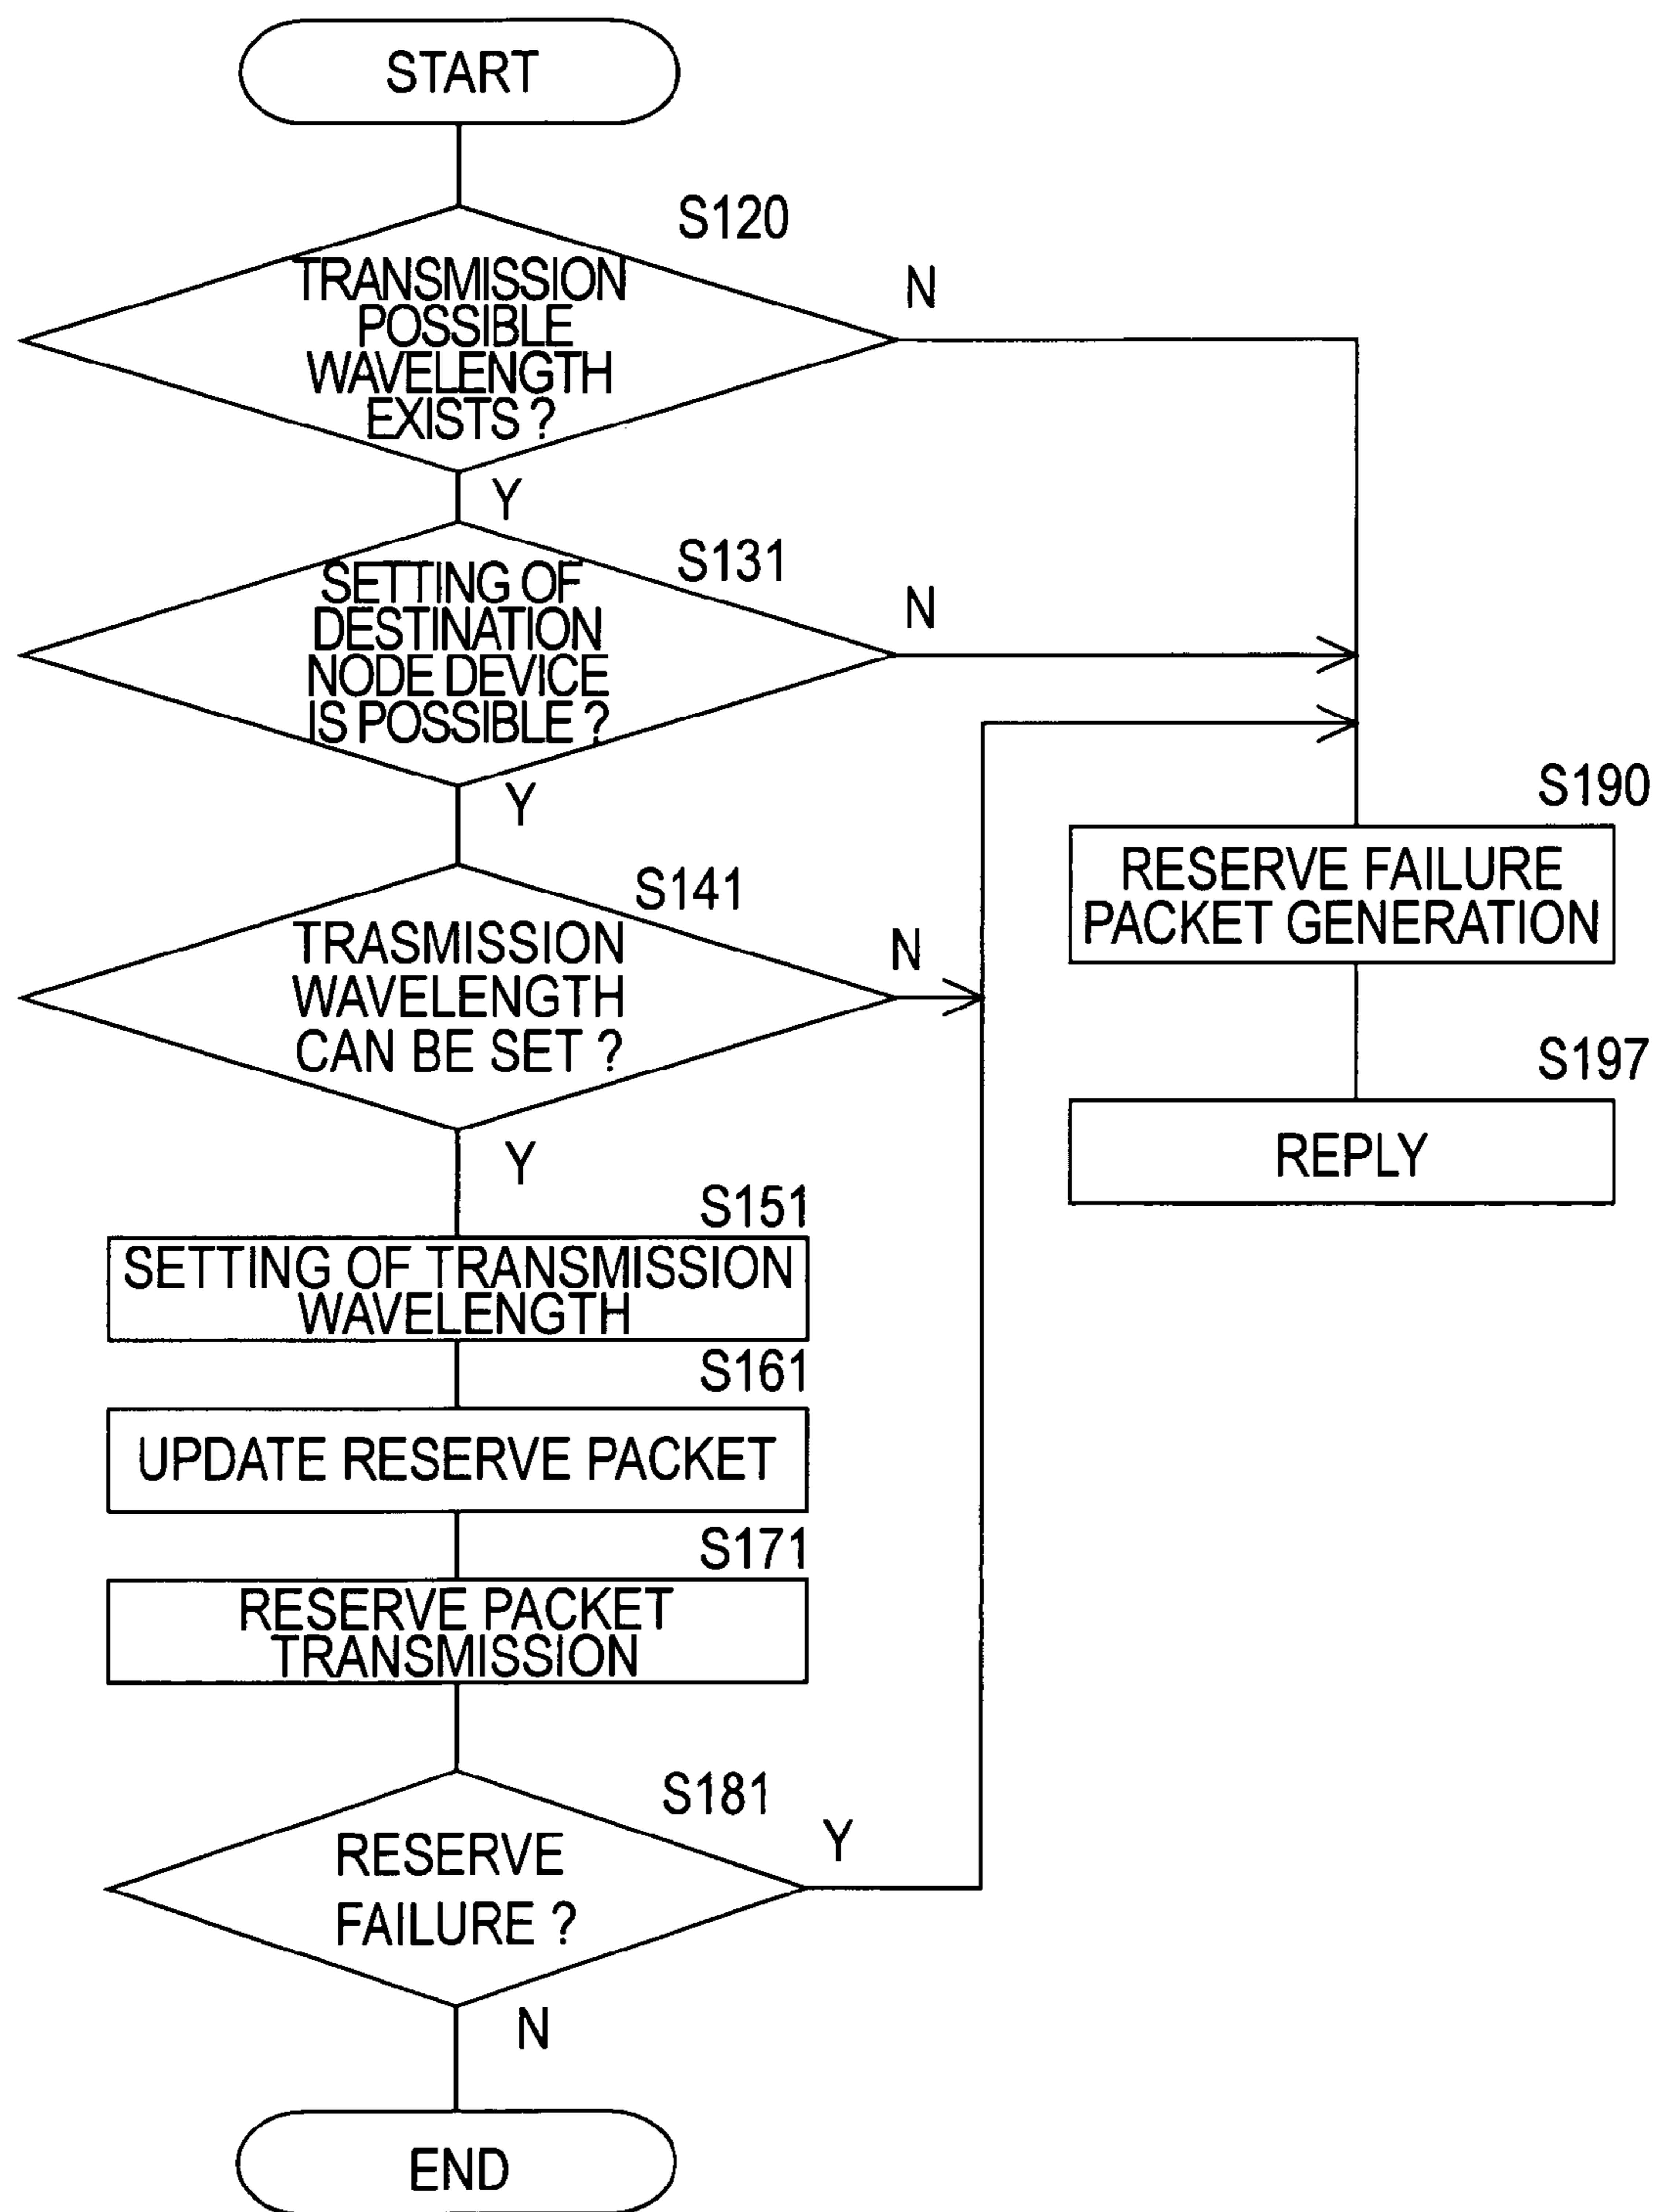 START
S120
TRANSMISSION
POSSIBLE
WAVELENGTH
EXISTS ?
N
Y
S131
SETTING OF
DESTINATION
NODE DEVICE
IS POSSIBLE ?
N
Y
S141
TRASMISSION
WAVELENGTH
CAN BE SET ?
N
Y
S151
SETTING OF TRANSMISSION
WAVELENGTH
S161
UPDATE RESERVE PACKET
S171
RESERVE PACKET
TRANSMISSION
S181
RESERVE
FAILURE ?
Y
N
END
S190
RESERVE FAILURE
PACKET GENERATION
S197
REPLY